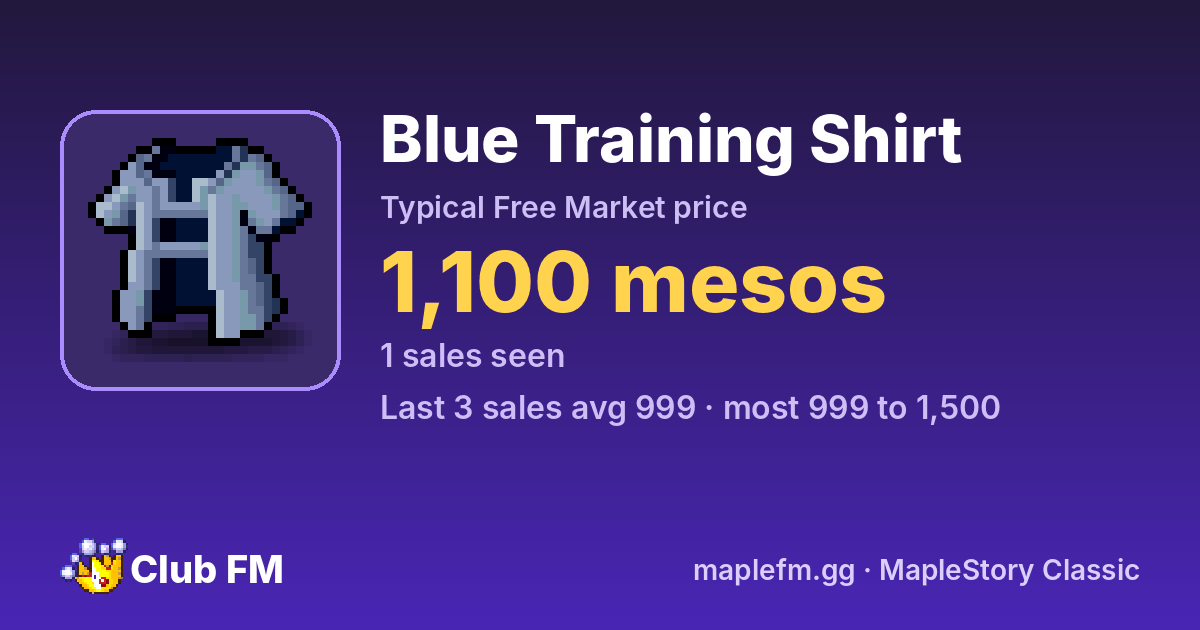 Blue Training Shirt
Typical Free Market price
1,100 mesos
1 sales seen
Last 3 sales avg 999 · most 999 to 1,500
Club FM
maplefm.gg · MapleStory Classic